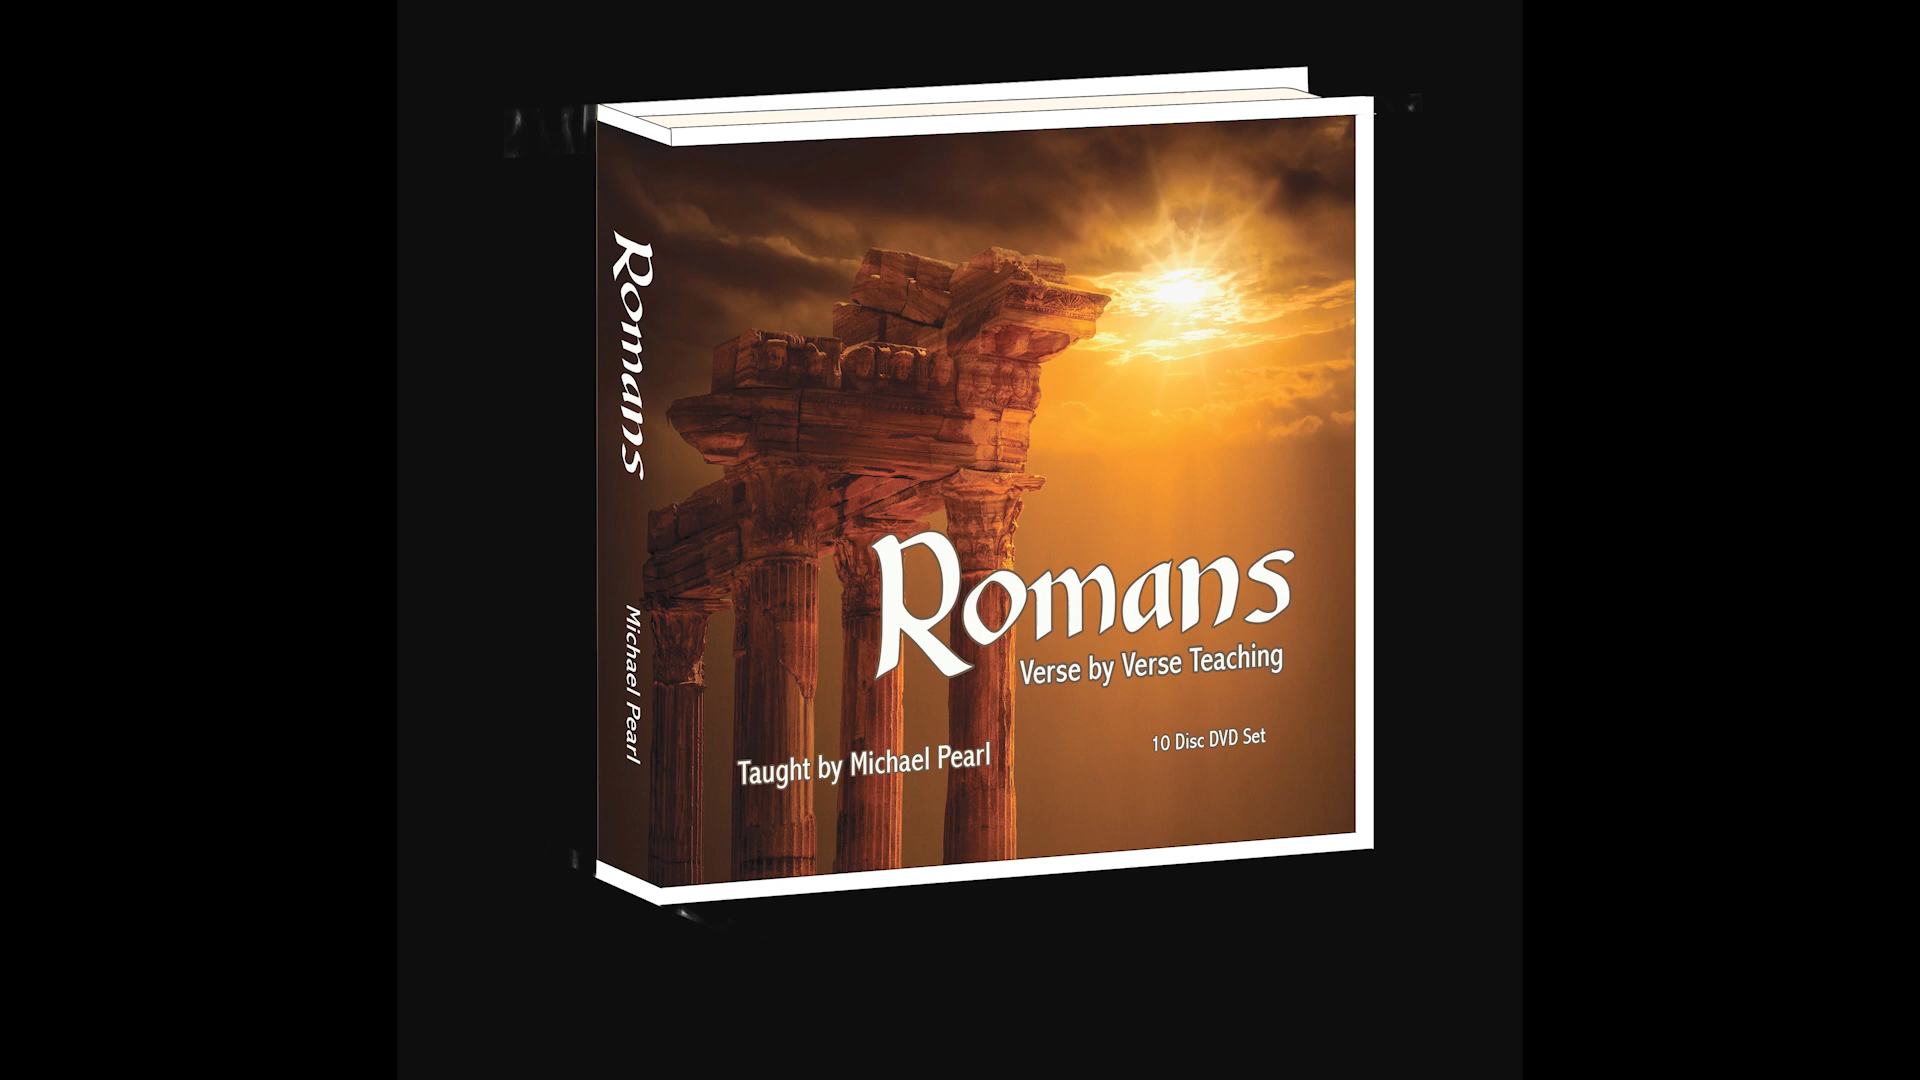 Romans
Michael Pearl
Romans
Verse by Verse Teaching
10 Disc DVD Set
Taught by Michael Pearl